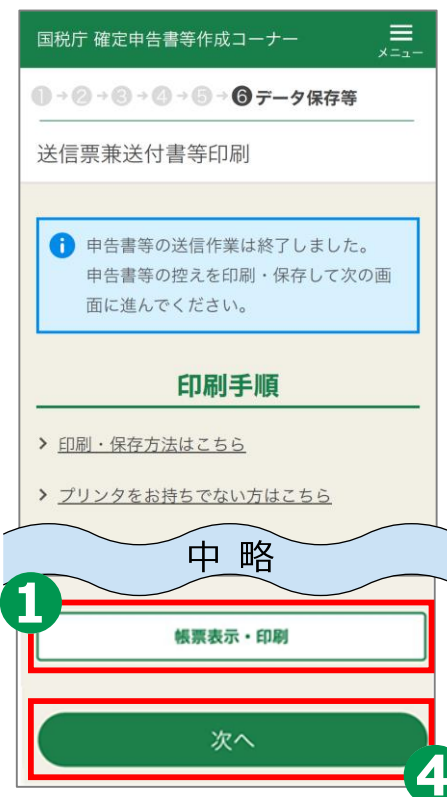 国税庁 確定申告書等作成コーナー
メニュー
1→2→3→4→5→6データ保存等
送信票兼送付書等印刷
申告書等の送信作業は終了しました。
申告書等の控えを印刷・保存して次の画
面に進んでください。
印刷手順
> 印刷・保存方法はこちら
> プリンタをお持ちでない方はこちら
中 略
1
帳票表示・印刷
次へ
4